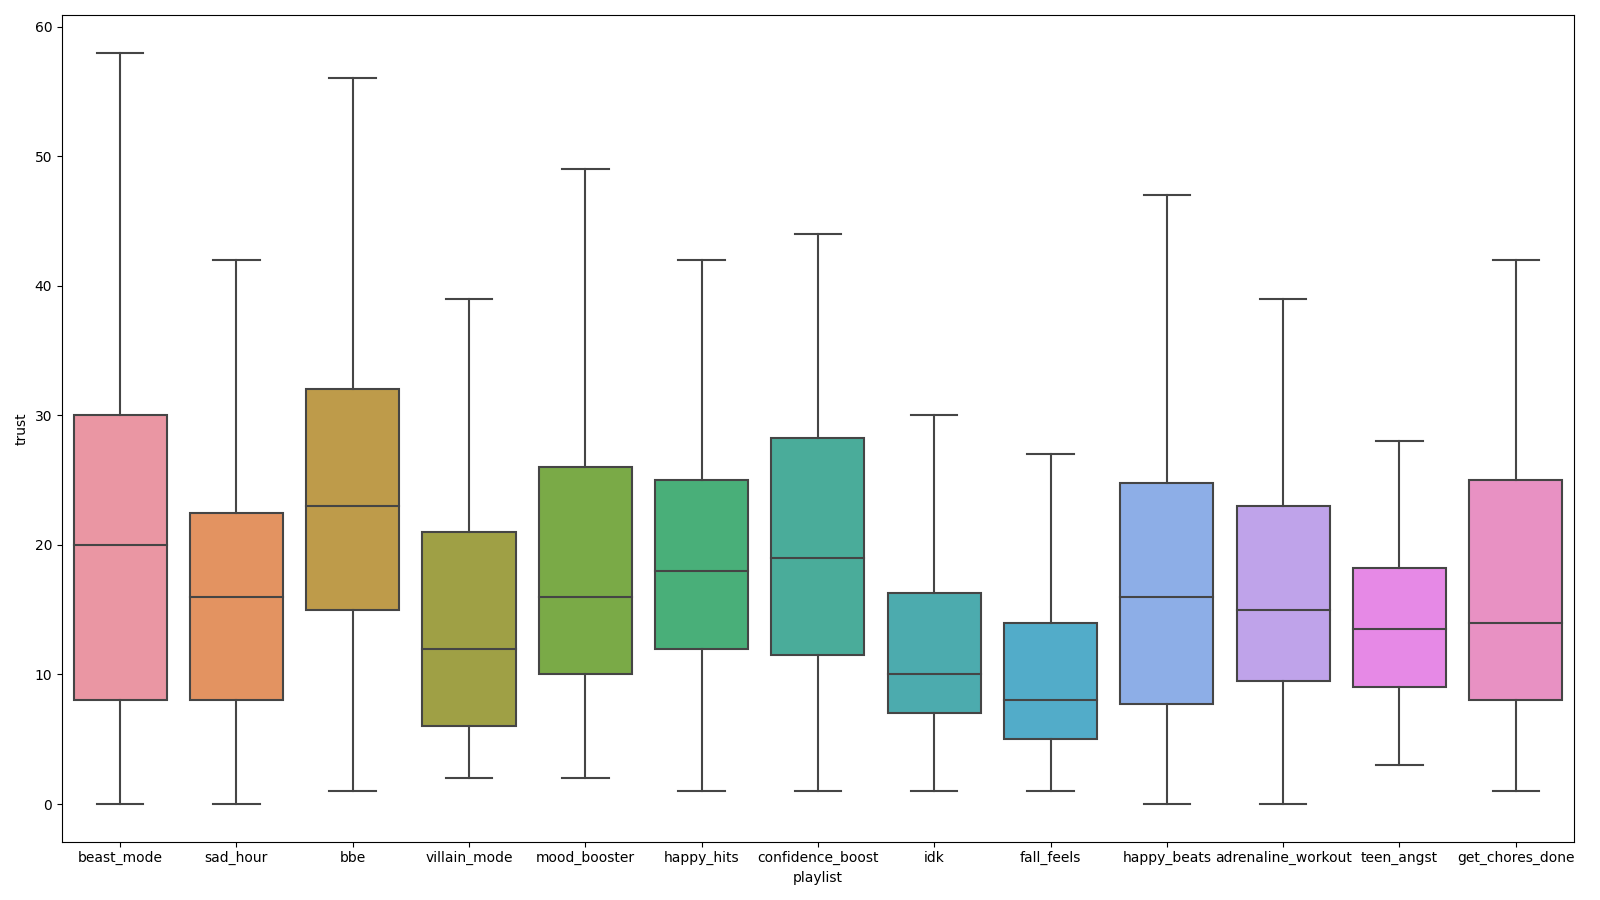 60
50
40
30
20
10
0
trust
beast_mode sad_hour bbe villain_mode mood_booster happy_hits confidence_boost idk fall_feels happy_beats adrenaline_workout teen_angst get_chores_done
playlist